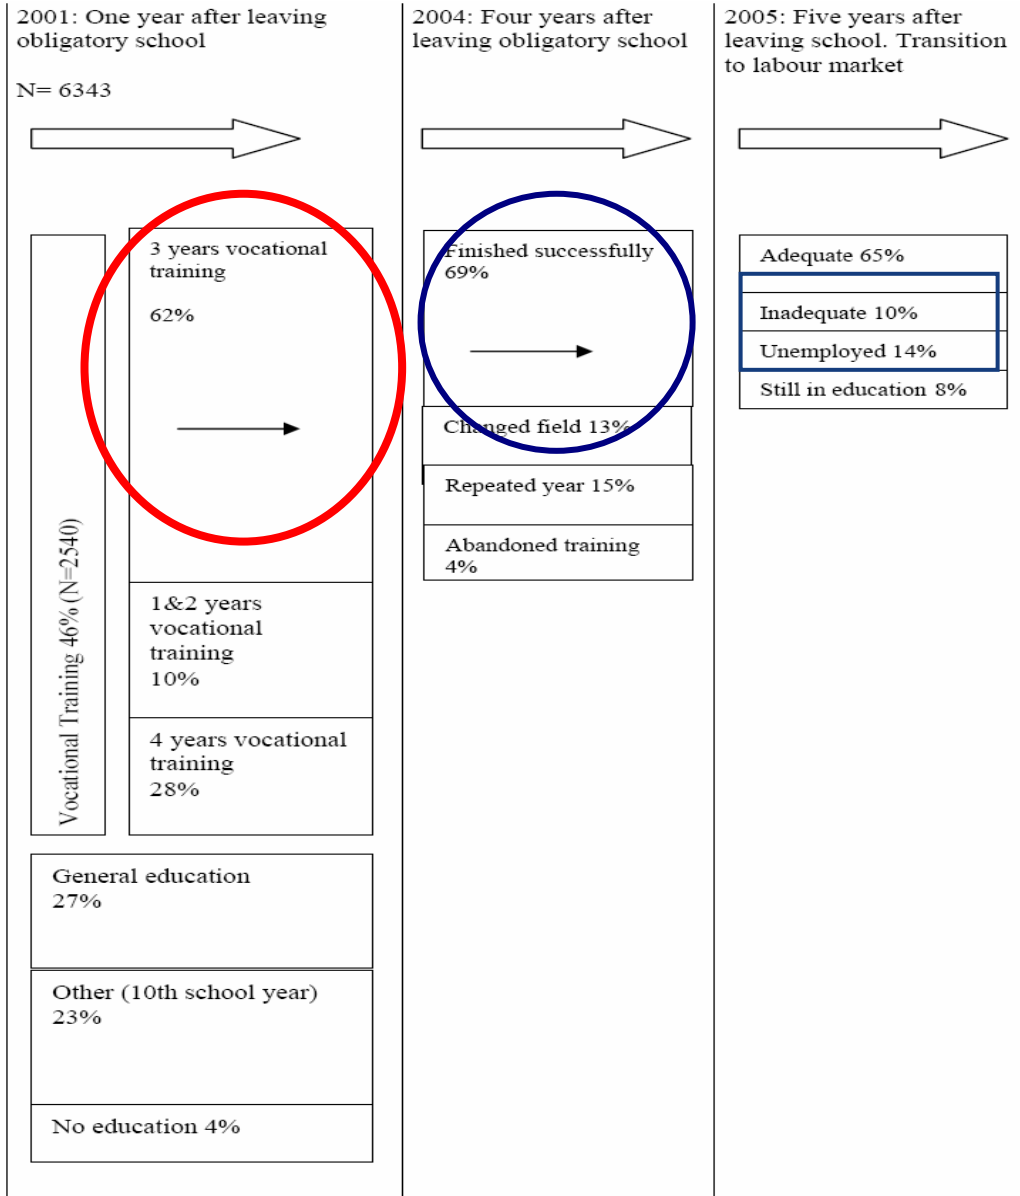 2001: One year after leaving
obligatory school
N= 6343
2004: Four years after
leaving obligatory school
2005: Five years after
leaving school. Transition
to labour market
Vocational Training 46% (N=2540)
3 years vocational
training
62%
1&2 years
vocational
training
10%
4 years vocational
training
28%
General education
27%
Other (10th school year)
23%
No education 4%
Finished successfully
69%
Changed field 13%
Repeated year 15%
Abandoned training
4%
Adequate 65%
Inadequate 10%
Unemployed 14%
Still in education 8%